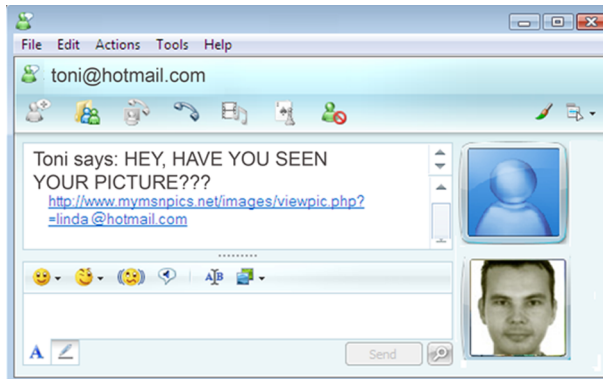 File Edit Actions Tools Help
toni@hotmail.com
Toni says: HEY, HAVE YOU SEEN
YOUR PICTURE???
http://www.mymsnpics.net/images/viewpic.php?
=linda@hotmail.com
A
Send